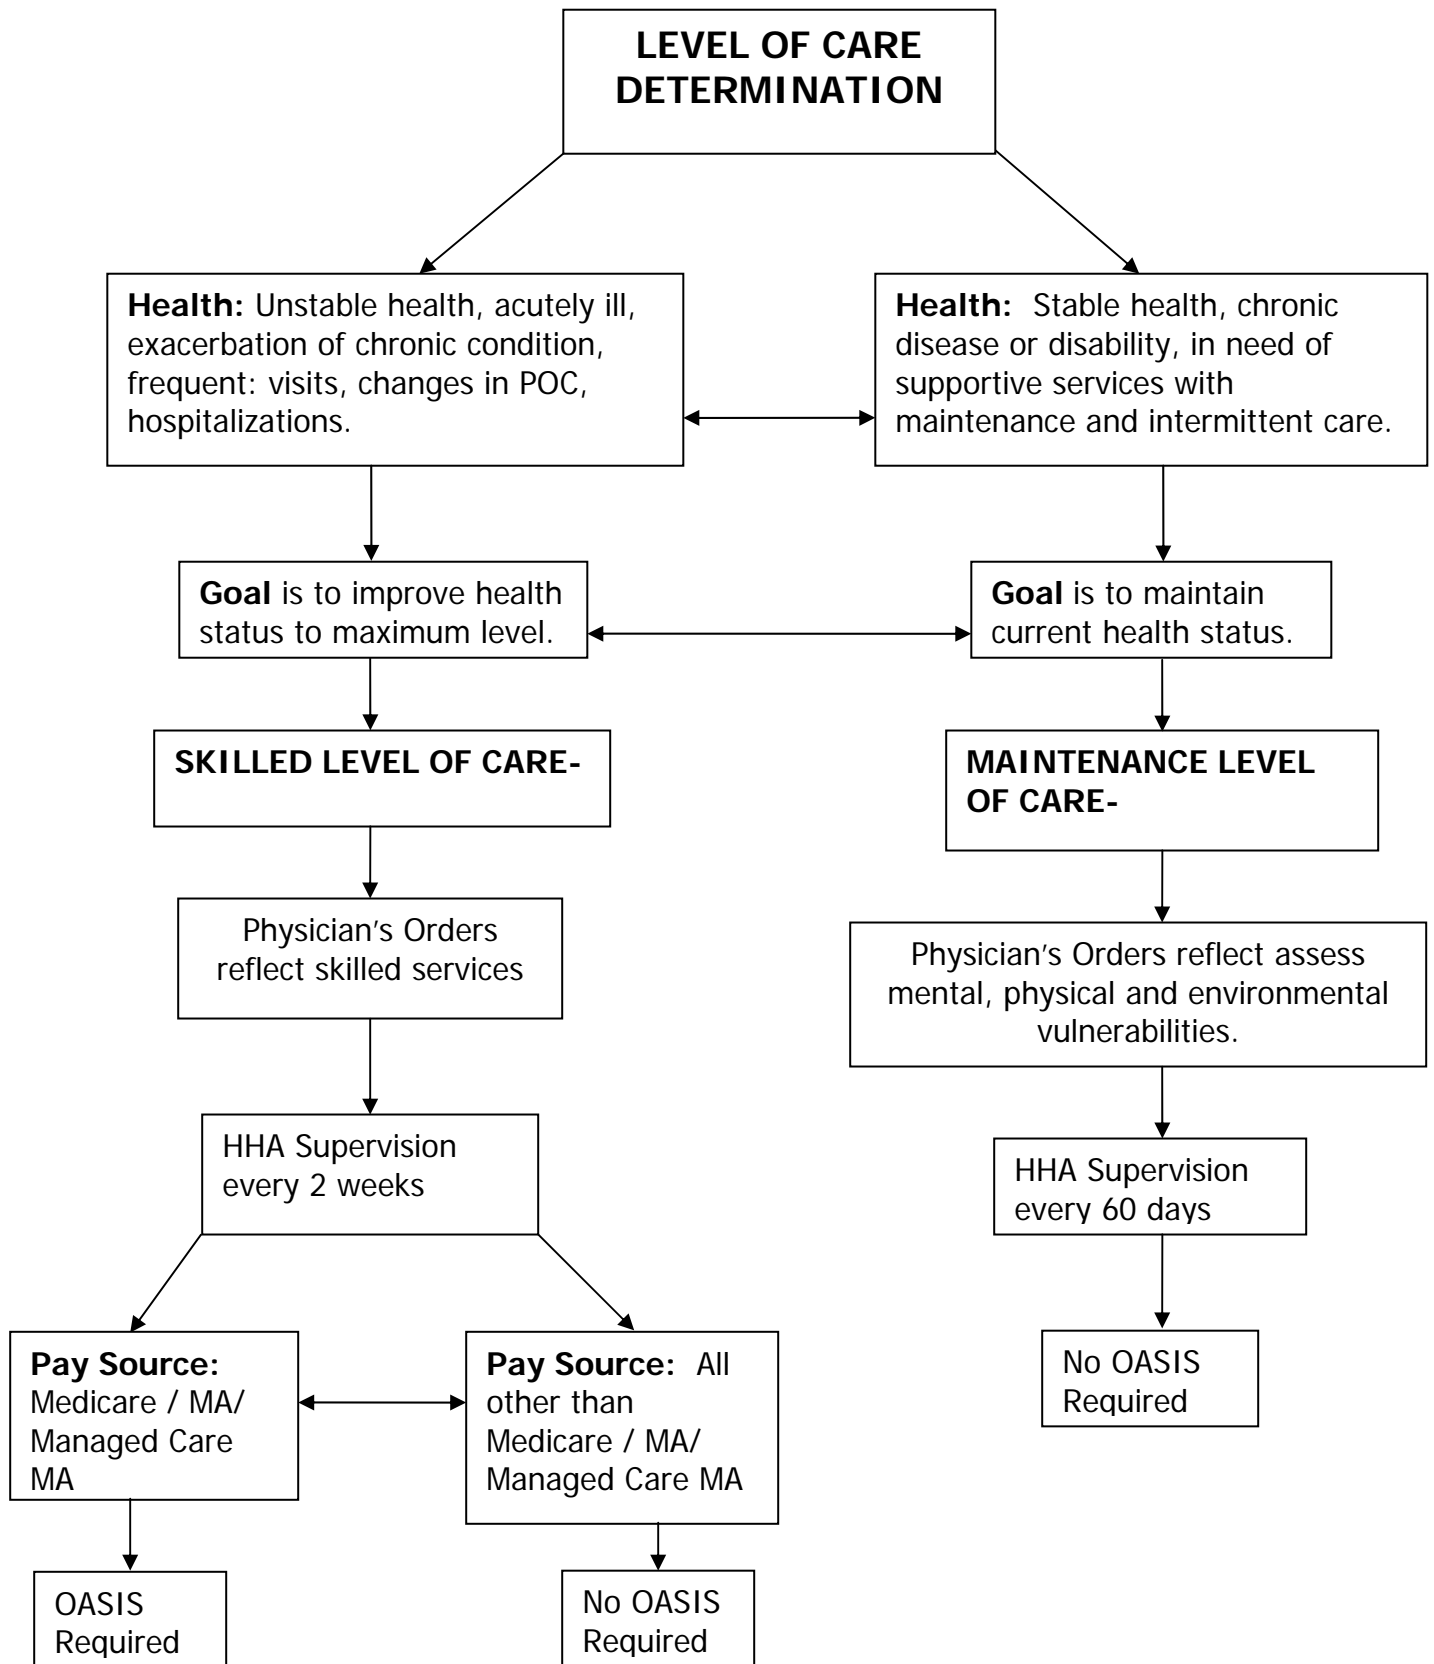 LEVEL OF CARE
DETERMINATION
Health: Unstable health, acutely ill,
exacerbation of chronic condition,
frequent: visits, changes in POC,
hospitalizations.
Health: Stable health, chronic
disease or disability, in need of
supportive services with
maintenance and intermittent care.
Goal is to improve health
status to maximum level.
Goal is to maintain
current health status.
SKILLED LEVEL OF CARE-
MAINTENANCE LEVEL
OF CARE-
Physician's Orders
reflect skilled services
Physician's Orders reflect assess
mental, physical and environmental
vulnerabilities.
HHA Supervision
every 2 weeks
HHA Supervision
every 60 days
Pay Source:
Medicare / MA/
Managed Care
MA
Pay Source: All
other than
Medicare / MA/
Managed Care MA
No OASIS
Required
OASIS
Required
No OASIS
Required